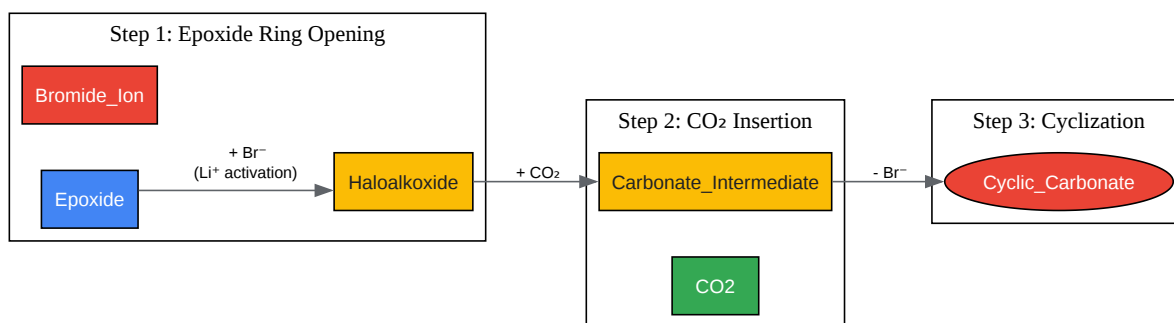 Step 1: Epoxide Ring Opening
Bromide_Ion
Epoxide
+ Br⁻
(Li⁺ activation)
Haloalkoxide
+ CO₂
Step 2: CO₂ Insertion
Carbonate_Intermediate
CO2
- Br⁻
Step 3: Cyclization
Cyclic_Carbonate